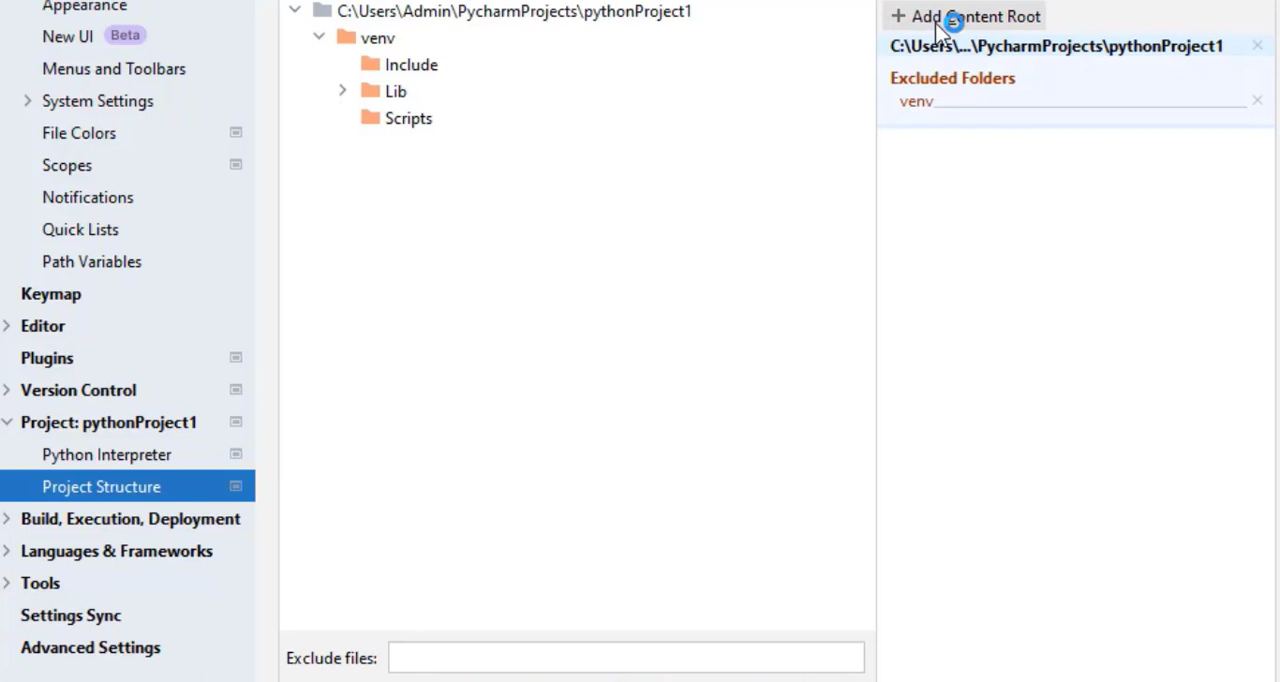 Appearance
New UI Beta
Menus and Toolbars
System Settings
File Colors
Scopes
Notifications
Quick Lists
Path Variables
Keymap
Editor
Plugins
Version Control
Project: pythonProject1
Python Interpreter
Project Structure
Build, Execution, Deployment
Languages & Frameworks
Tools
Settings Sync
Advanced Settings
C:\Users\Admin\PycharmProjects\pythonProject1
venv
Include
Lib
Scripts
Exclude files:
+ Add Content Root
C:\Users\...\PycharmProjects\pythonProject1
Excluded Folders
venv